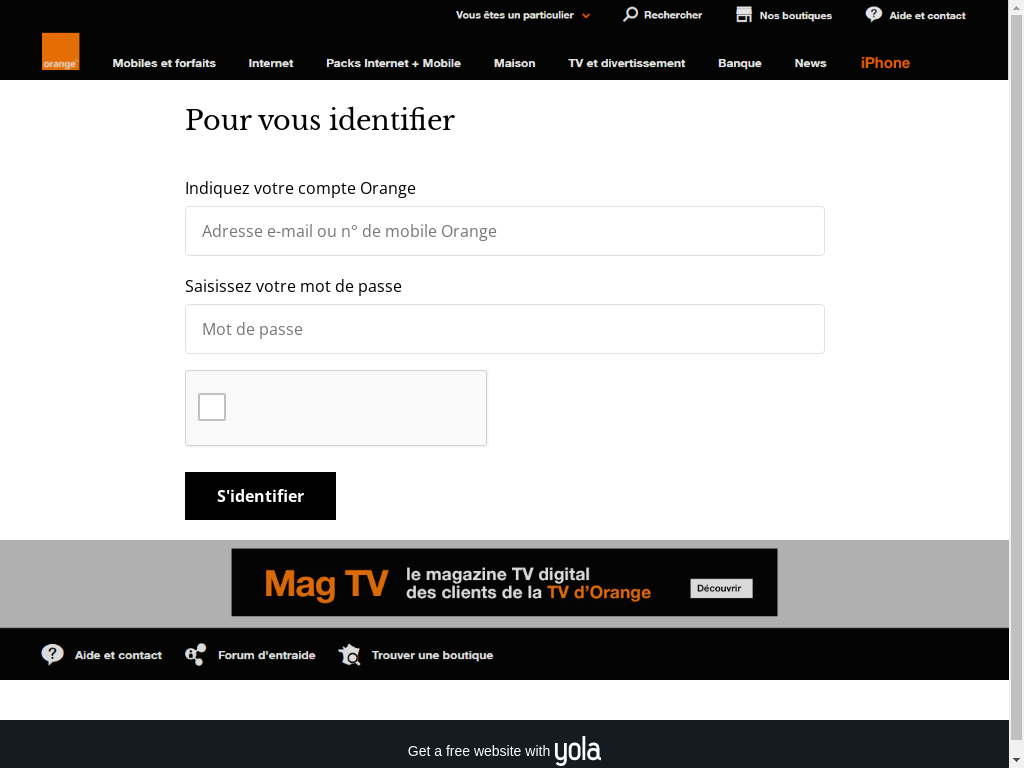 Vous êtes un particulier
Rechercher
Nos boutiques
Aide et contact
orange
Mobiles et forfaits
Internet
Packs Internet + Mobile
Maison
TV et divertissement
Banque
News
iPhone
Pour vous identifier
Indiquez votre compte Orange
Adresse e-mail ou n° de mobile Orange
Saisissez votre mot de passe
Mot de passe
S'identifier
Mag TV
le magazine TV digital
des clients de la TV d'Orange
Découvrir
Aide et contact
Forum d'entraide
Trouver une boutique
Get a free website with yola